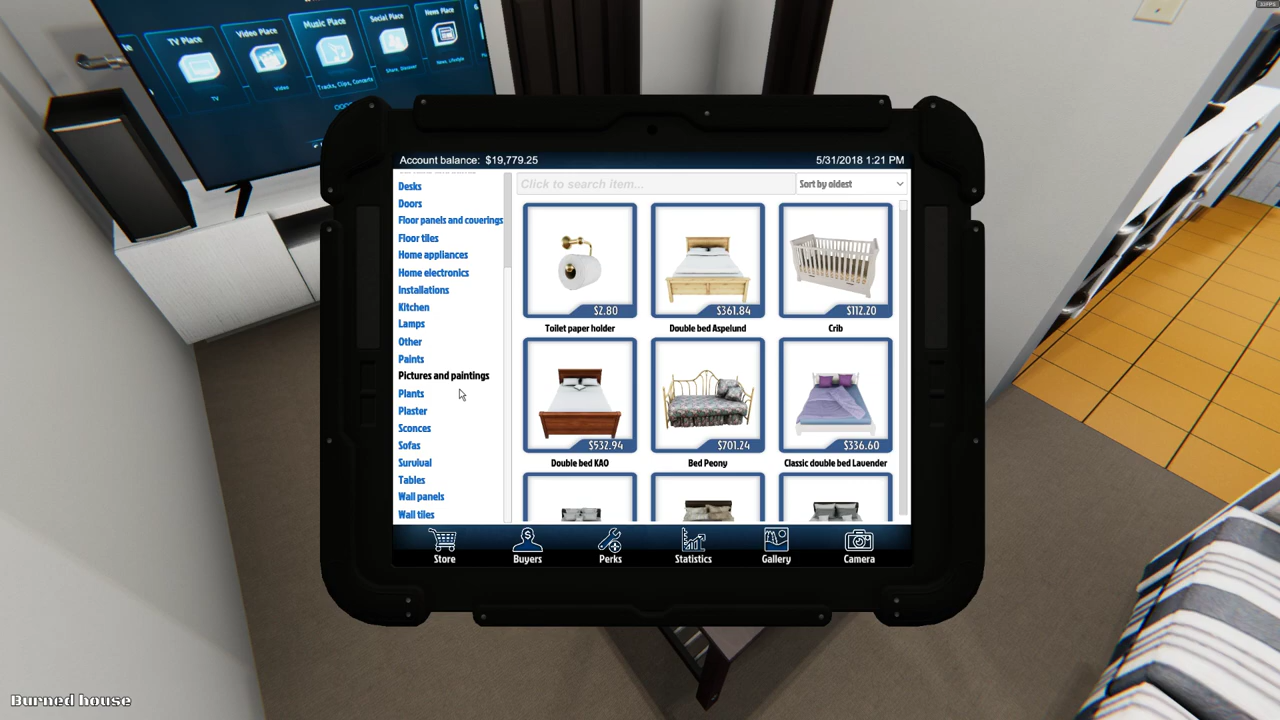 TV Place
Video Place
Music Place
Social Place
News Place
TV
Video
Tracks, Clips, Concerts
Account balance: $19,779.25
5/31/2018 1:21 PM
Desks
Doors
Floor panels and coverings
Floor tiles
Home appliances
Home electronics
Installations
Kitchen
Lamps
Other
Paints
Pictures and paintings
Plants
Plaster
Sconces
Sofas
Survival
Tables
Wall panels
Wall tiles
Click to search item...
Sort by oldest
$2.80
$361.84
$112.20
Toilet paper holder
Double bed Aspelund
Crib
$532.94
$701.24
$336.60
Double bed KAO
Bed Peony
Classic double bed Lavender
Store
Buyers
Perks
Statistics
Gallery
Camera
Burned house